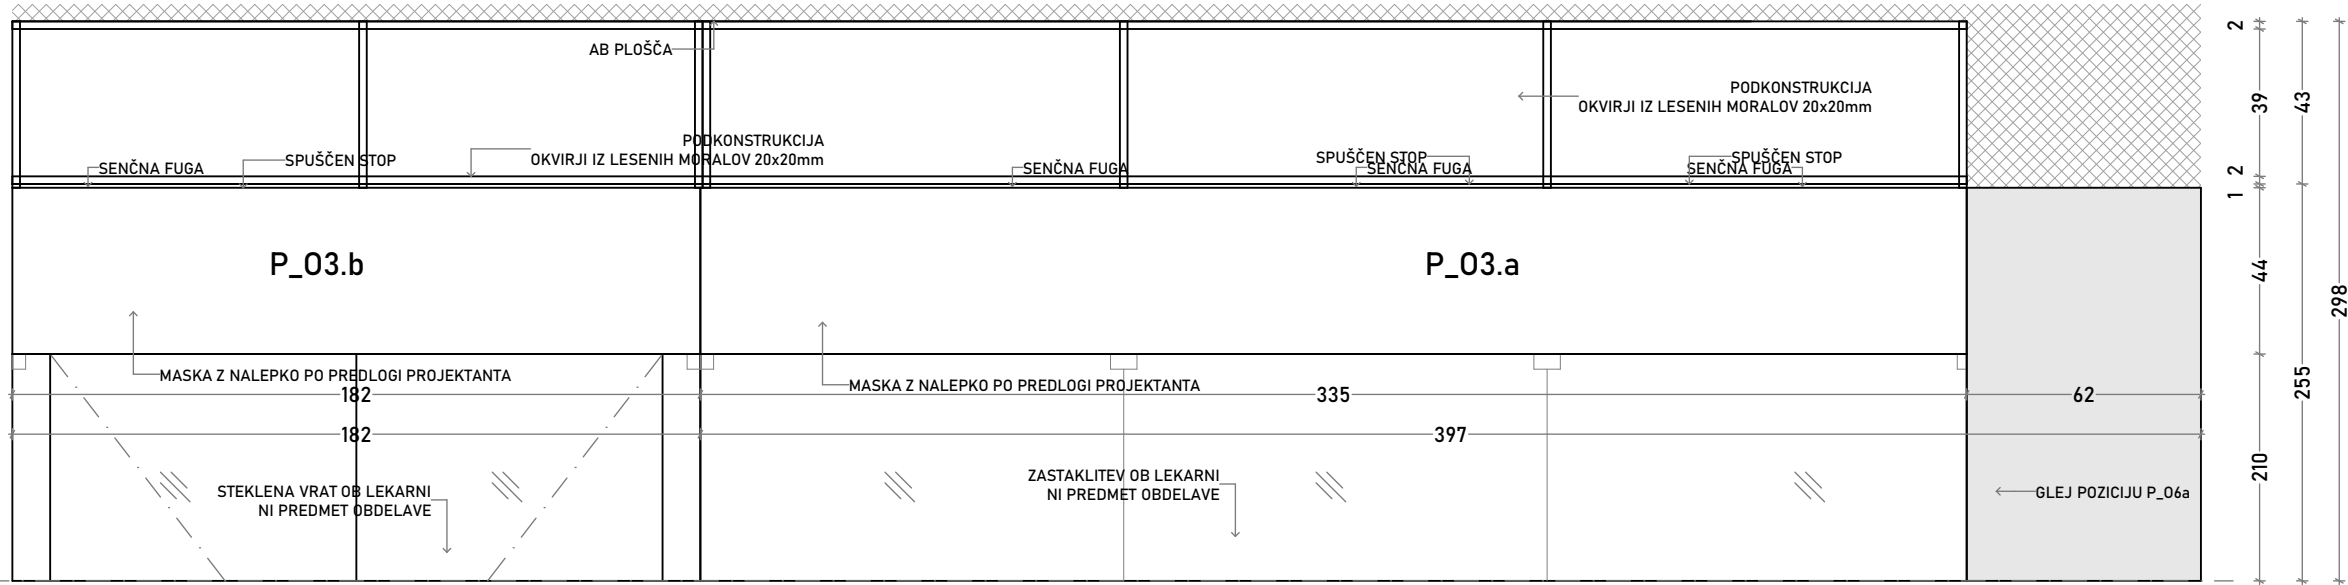 AB PLOŠČA
PODKONSTRUKCIJA
OKVIRJI IZ LESENIH MORALOV 20x20mm
PODKONSTRUKCIJA
OKVIRJI IZ LESENIH MORALOV 20x20mm
SENČNA FUGA
SPUŠČEN STOP
SENČNA FUGA
SPUŠČEN STOP
SENČNA FUGA
SPUŠČEN STOP
SENČNA FUGA
2
39
43
2
1
P_03.b
P_03.a
44
298
MASKA Z NALEPKO PO PREDLOGI PROJEKTANTA
MASKA Z NALEPKO PO PREDLOGI PROJEKTANTA
182
335
62
255
182
397
210
STEKLENA VRAT OB LEKARNI
NI PREDMET OBDELAVE
ZASTAKLITEV OB LEKARNI
NI PREDMET OBDELAVE
GLEJ POZICIJU P_06a